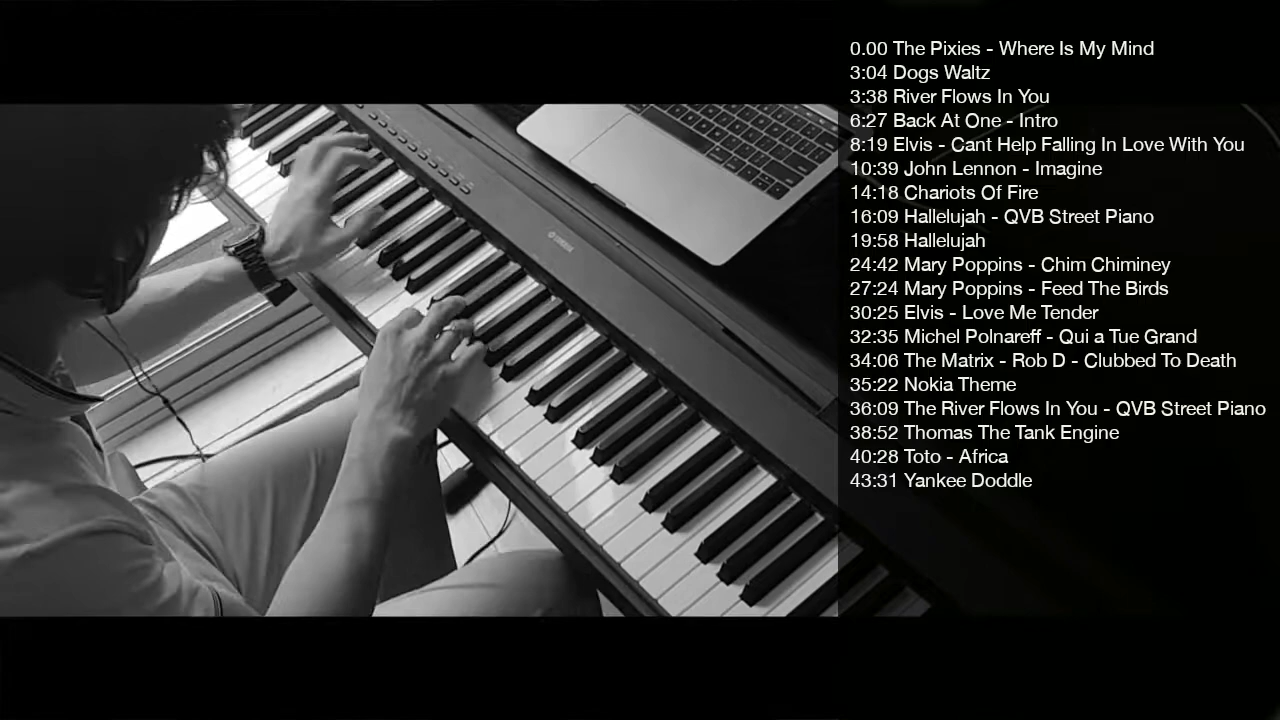 0.00 The Pixies - Where Is My Mind
3:04 Dogs Waltz
3:38 River Flows In You
6:27 Back At One - Intro
8:19 Elvis - Cant Help Falling In Love With You
10:39 John Lennon - Imagine
14:18 Chariots Of Fire
16:09 Hallelujah - QVB Street Piano
19:58 Hallelujah
24:42 Mary Poppins - Chim Chiminey
27:24 Mary Poppins - Feed The Birds
30:25 Elvis - Love Me Tender
32:35 Michel Polnareff - Qui a Tue Grand
34:06 The Matrix - Rob D - Clubbed To Death
35:22 Nokia Theme
36:09 The River Flows In You - QVB Street Piano
38:52 Thomas The Tank Engine
40:28 Toto - Africa
43:31 Yankee Doddle
YAMAHA